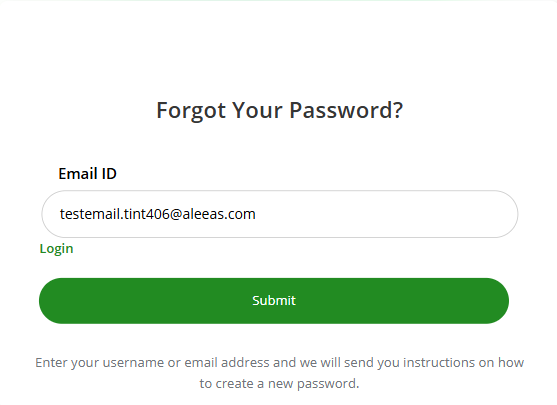 Forgot Your Password?
Email ID
testemail.tint406@aleeas.com
Login
Submit
Enter your username or email address and we will send you instructions on how
to create a new password.